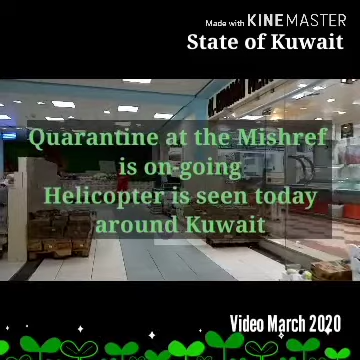 Made with KINEMASTER
State of Kuwait
Quarantine at the Mishref
is on-going
Helicopter is seen today
around Kuwait
Video March 2020